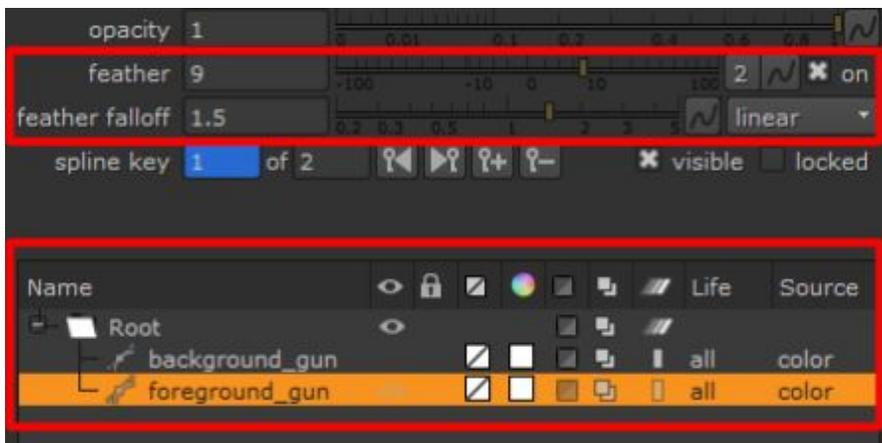 opacity 1 0 0.01 0.1 0.2 0.4 0.6 0.8 1
feather 9 -100 -10 0 10 100 2 on
feather falloff 1.5 0.2 0.3 0.5 1 2 3 5 linear
spline key 1 of 2 visible locked
Name Life Source
Root
background_gun all color
foreground_gun all color